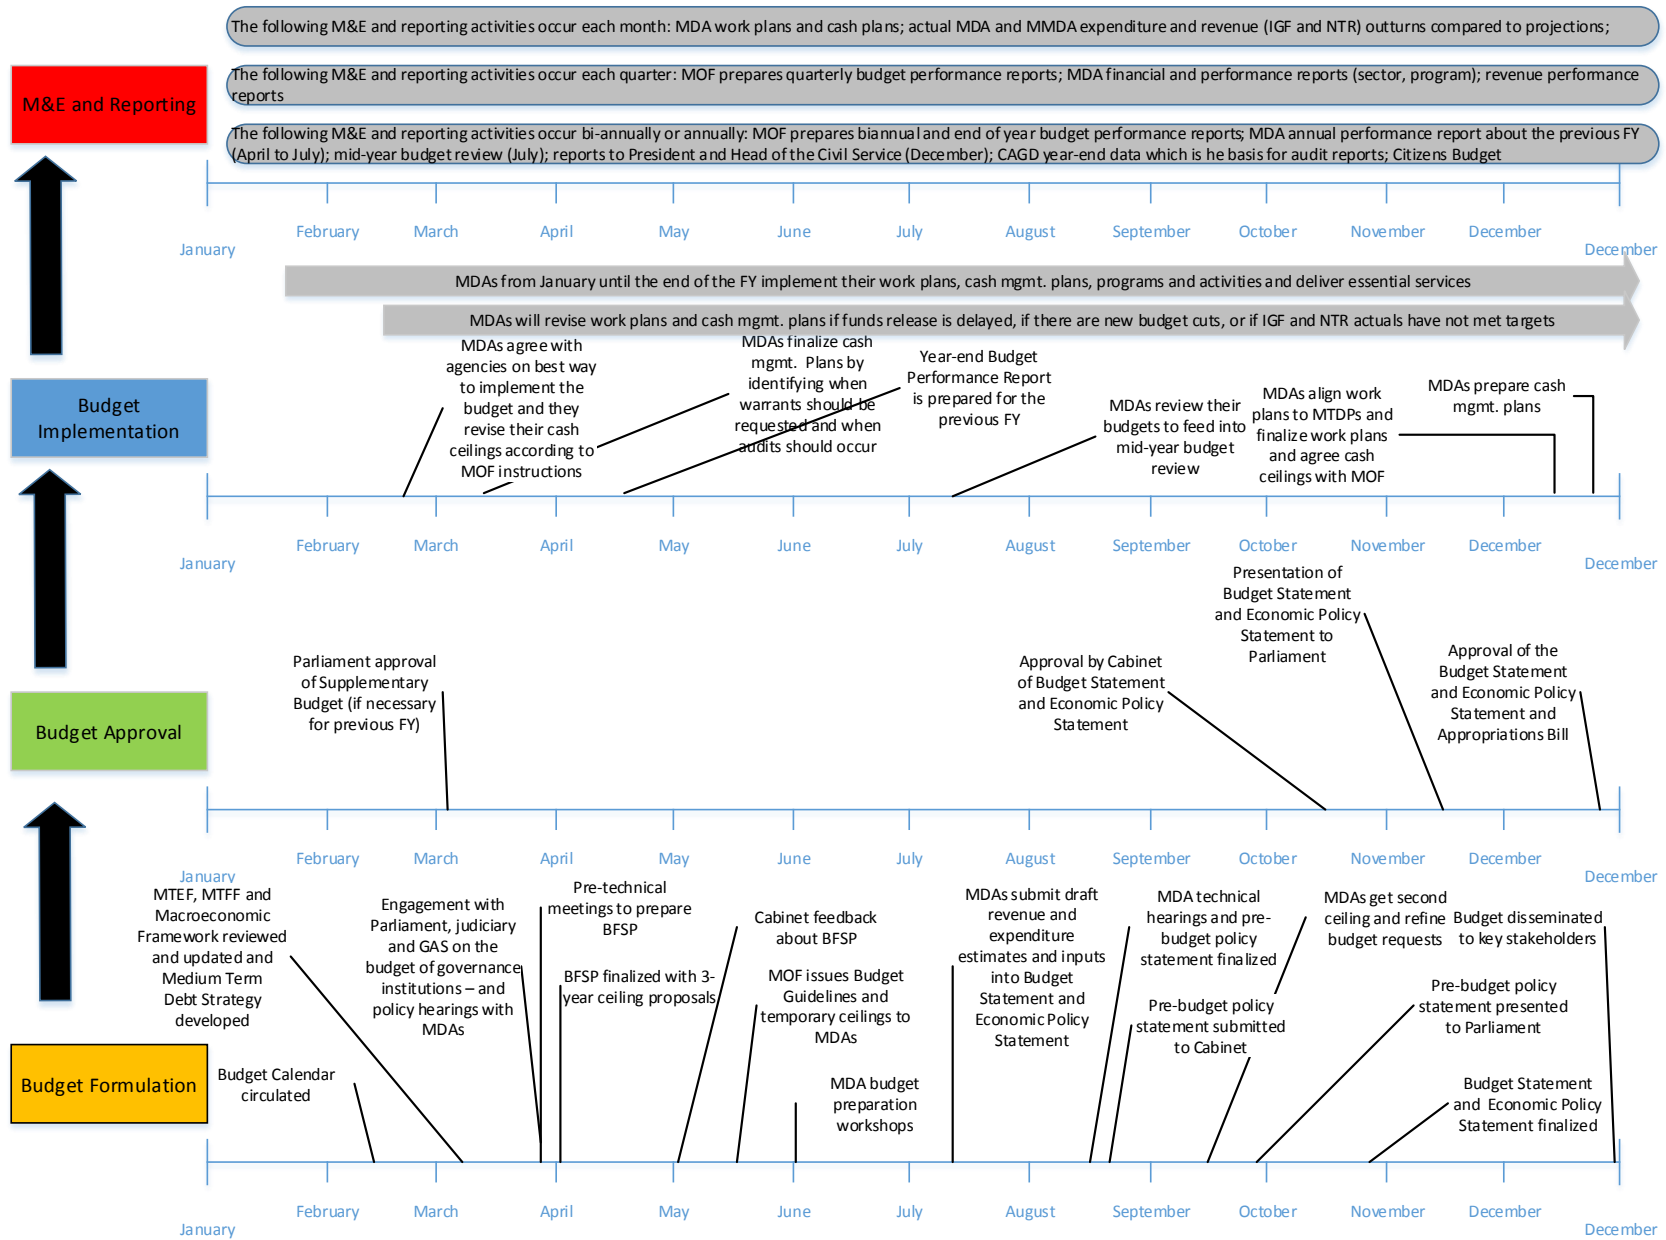 The following M&E and reporting activities occur each month: MDA work plans and cash plans; actual MDA and MMDA expenditure and revenue (IGF and NTR) outturns compared to projections;
The following M&E and reporting activities occur each quarter: MOF prepares quarterly budget performance reports; MDA financial and performance reports (sector, program); revenue performance
reports
M&E and Reporting
The following M&E and reporting activities occur bi-annually or annually: MOF prepares biannual and end of year budget performance reports; MDA annual performance report about the previous FY
(April to July); mid-year budget review (July); reports to President and Head of the Civil Service (December); CAGD year-end data which is he basis for audit reports; Citizens Budget
January
February
March
April
May
June
July
August
September
October
November
December
December
MDAs from January until the end of the FY implement their work plans, cash mgmt. plans, programs and activities and deliver essential services
MDAs will revise work plans and cash mgmt. plans if funds release is delayed, if there are new budget cuts, or if IGF and NTR actuals have not met targets
Budget
Implementation
MDAs agree with
agencies on best way
to implement the
budget and they
revise their cash
ceilings according to
MOF instructions
MDAs finalize cash
mgmt. Plans by
identifying when
warrants should be
requested and when
audits should occur
Year-end Budget
Performance Report
is prepared for the
previous FY
MDAs review their
budgets to feed into
mid-year budget
review
MDAs align work
plans to MTDPs and
finalize work plans
and agree cash
ceilings with MOF
MDAs prepare cash
mgmt. plans
January
February
March
April
May
June
July
August
September
October
November
December
December
Budget Approval
Parliament approval
of Supplementary
Budget (if necessary
for previous FY)
Approval by Cabinet
of Budget Statement
and Economic Policy
Statement
Presentation of
Budget Statement
and Economic Policy
Statement to
Parliament
Approval of the
Budget Statement
and Economic Policy
Statement and
Appropriations Bill
January
February
March
April
May
June
July
August
September
October
November
December
December
Budget Formulation
MTEF, MTFF and
Macroeconomic
Framework reviewed
and updated and
Medium Term
Debt Strategy
developed
Budget Calendar
circulated
Engagement with
Parliament, judiciary
and GAS on the
budget of governance
institutions – and
policy hearings with
MDAs
Pre-technical
meetings to prepare
BFSP
BFSP finalized with 3-
year ceiling proposals
Cabinet feedback
about BFSP
MOF issues Budget
Guidelines and
temporary ceilings to
MDAs
MDA budget
preparation
workshops
MDAs submit draft
revenue and
expenditure
estimates and inputs
into Budget
Statement and
Economic Policy
Statement
MDA technical
hearings and pre-
budget policy
statement finalized
Pre-budget policy
statement submitted
to Cabinet
MDAs get second
ceiling and refine
budget requests
Budget disseminated
to key stakeholders
Pre-budget policy
statement presented
to Parliament
Budget Statement
and Economic Policy
Statement finalized
January
February
March
April
May
June
July
August
September
October
November
December
December